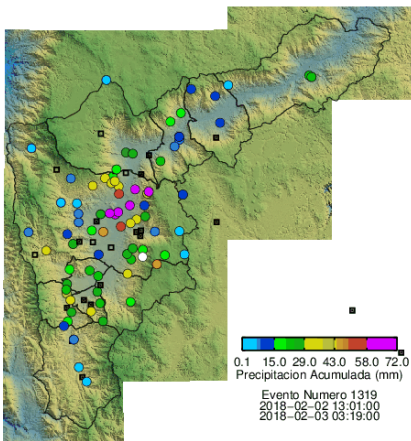 0.1 15.0 29.0 43.0 58.0 72.0
Precipitacion Acumulada (mm)
Evento Numero 1319
2018-02-02 13:01:00
2018-02-03 03:19:00